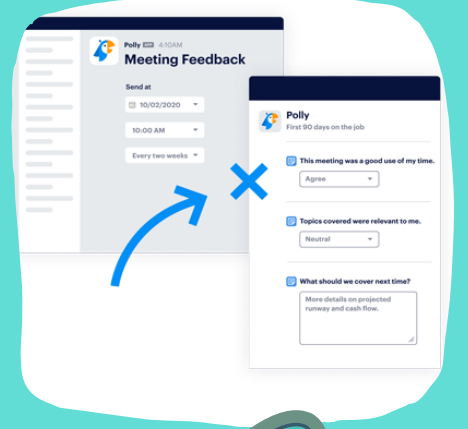 Polly APP 4:10AM
Meeting Feedback
Send at
10/02/2020
10:00 AM
Every two weeks
Polly
First 90 days on the job
This meeting was a good use of my time.
Agree
Topics covered were relevant to me.
Neutral
What should we cover next time?
More details on projected
runway and cash flow.